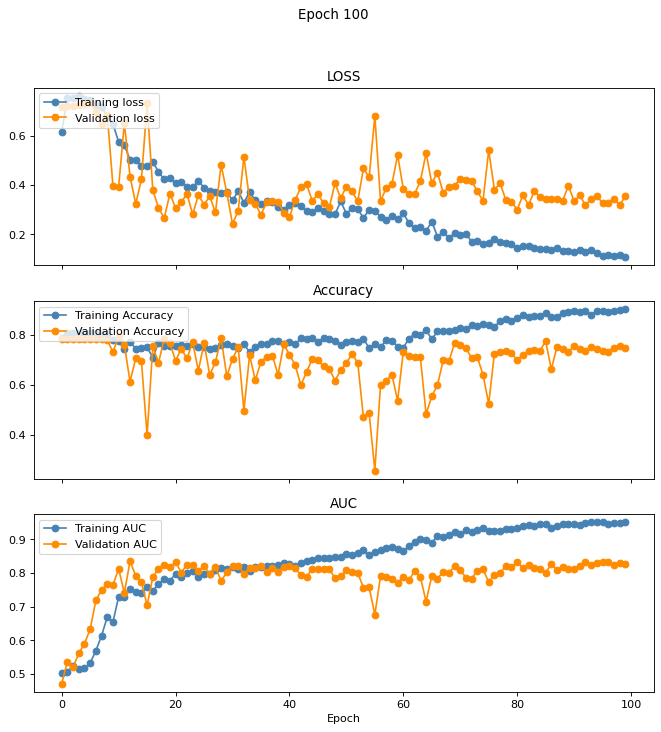 Epoch 100
LOSS
Training loss
Validation loss
0.6
0.4
0.2
Accuracy
Training Accuracy
Validation Accuracy
0.8
0.6
0.4
AUC
Training AUC
Validation AUC
0.9
0.8
0.7
0.6
0.5
0 20 40 60 80 100
Epoch